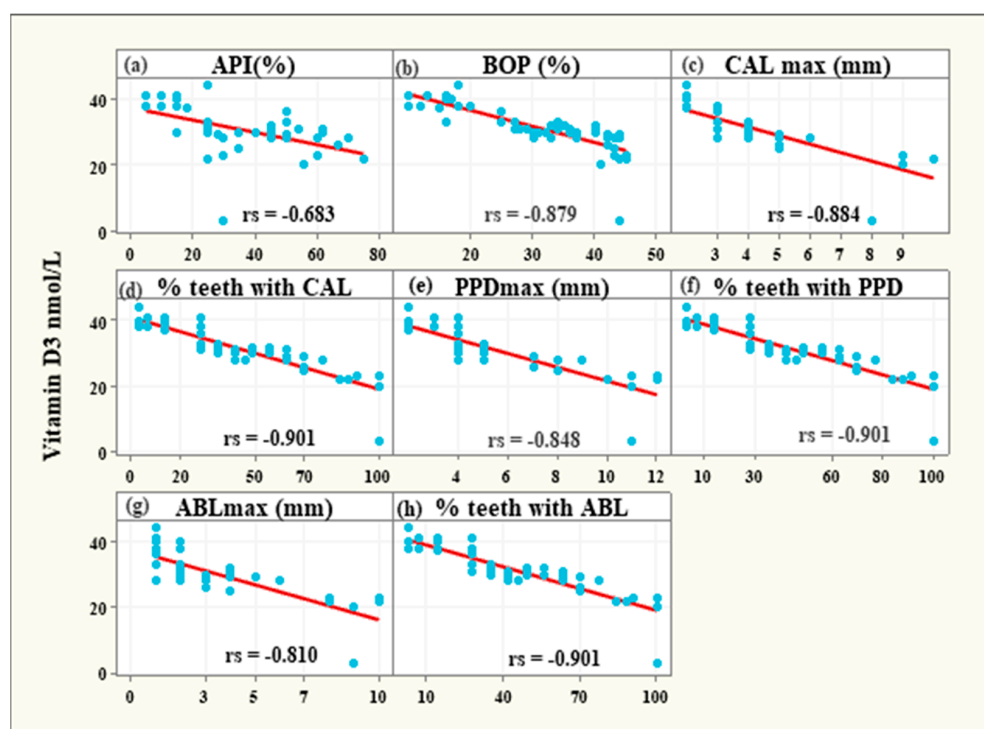 Vitamin D3 nnmol/L
(a) API(%)
(b) BOP (%)
(c) CAL max (mm)
40
20
0
rs = -0.683
rs = -0.879
rs = -0.884
0 20 40 60 80
10 20 30 40 50
3 4 5 6 7 8 9
(d) % teeth with CAL
(e) PPDmax (mm)
(f) % teeth with PPD
40
20
0
rs = -0.901
rs = -0.848
rs = -0.901
0 20 50 70 100
4 6 8 10 12
10 30 60 100
(g) ABLmax (mm)
(h) % teeth with ABL
40
20
0
rs = -0.810
rs = -0.901
0 3 5 7 10
10 40 70 100